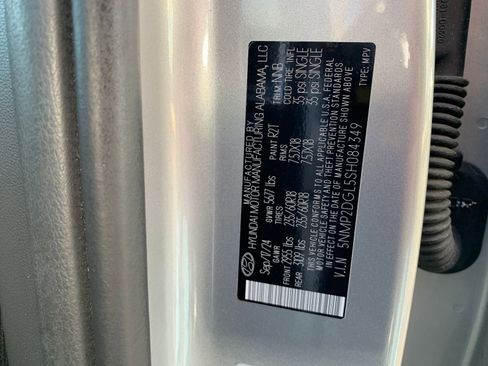 MANUFACTURED BY
HYUNDAI MOTOR MANUFACTURING ALABAMA, LLC
Sep/17/24 PAINT R2T TRIM NNB
GVWR 5677 lbs
GAWR TIRES RIMS COLD TIRE INFL
FRONT 2955 lbs 235/60R18 7.5JX18 35 psi SINGLE
REAR 3109 lbs 235/60R18 7.5JX18 35 psi SINGLE
THIS VEHICLE CONFORMS TO ALL APPLICABLE U.S.A. FEDERAL
MOTOR VEHICLE SAFETY AND THEFT PREVENTION STANDARDS
IN EFFECT ON THE DATE OF MANUFACTURE SHOWN ABOVE
V.I.N 5NMP2DGL5SH084349 TYPE: MPV